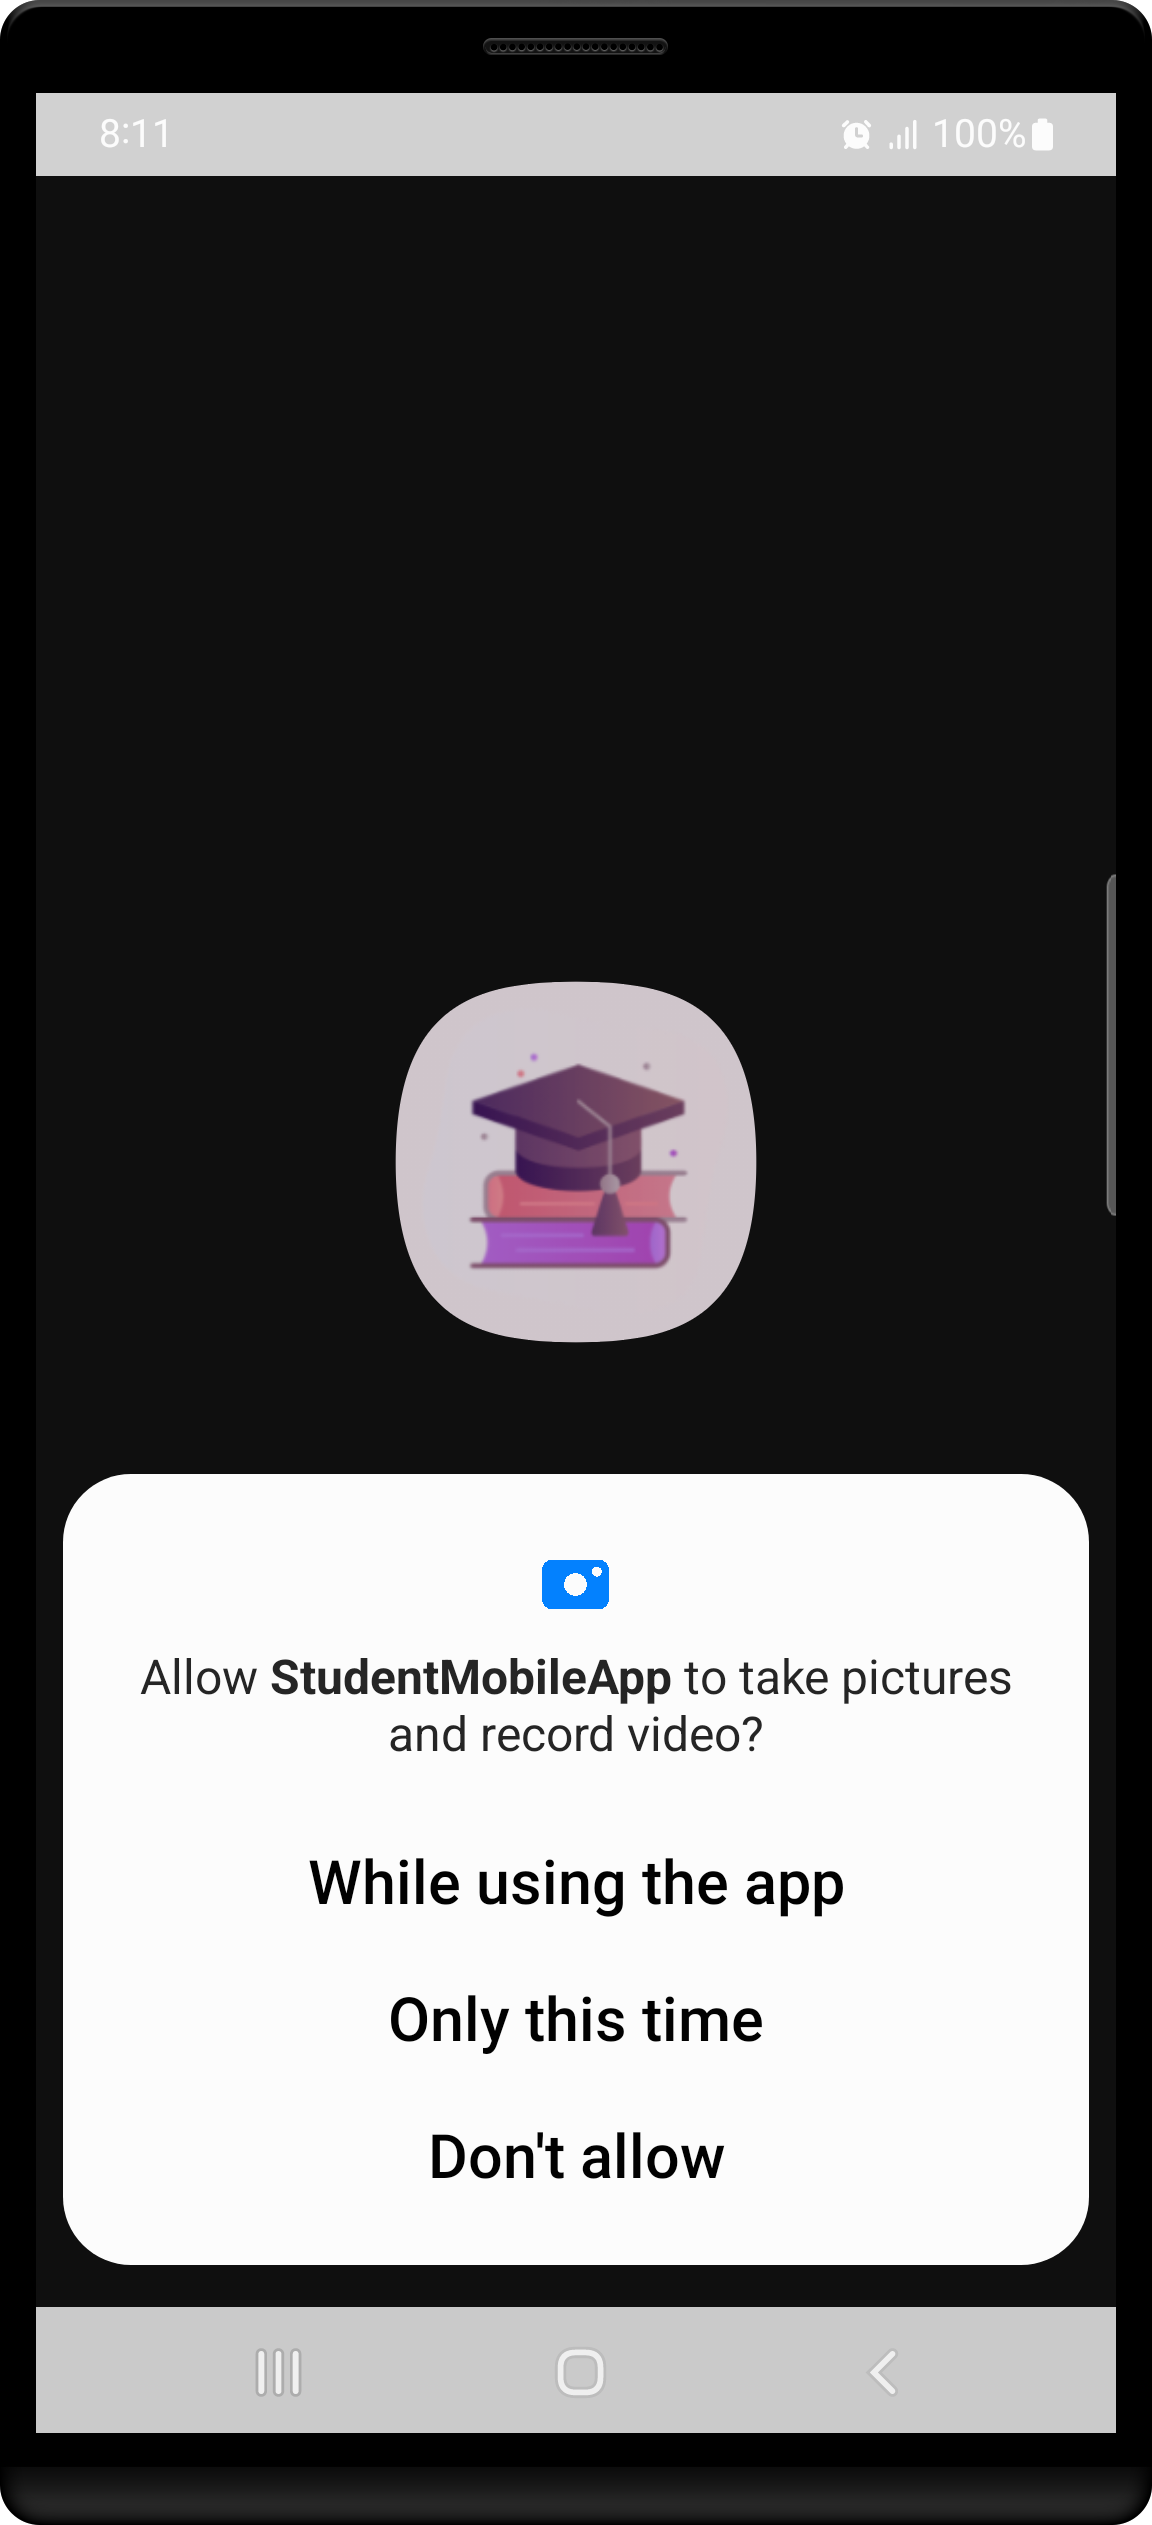 8:11 100%
Allow StudentMobileApp to take pictures
and record video?
While using the app
Only this time
Don't allow